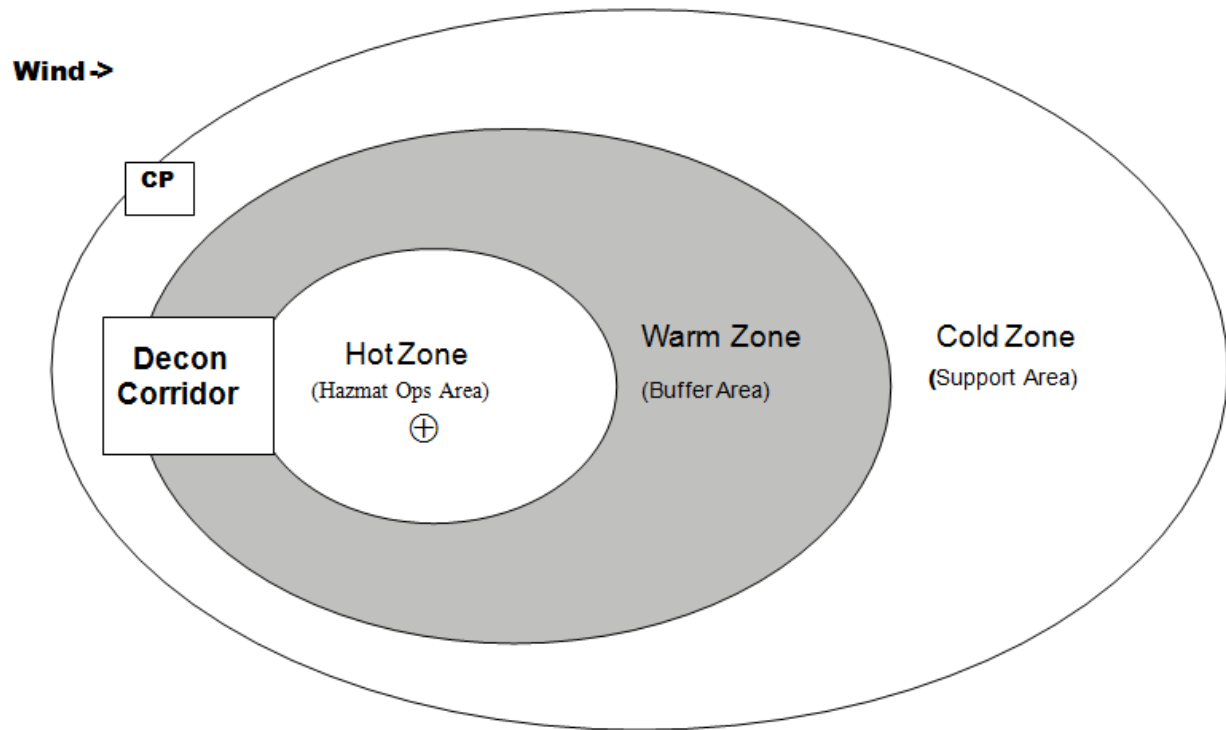 Wind ->
CP
Decon
Corridor
Hot Zone
(Hazmat Ops Area)
Warm Zone
(Buffer Area)
Cold Zone
(Support Area)